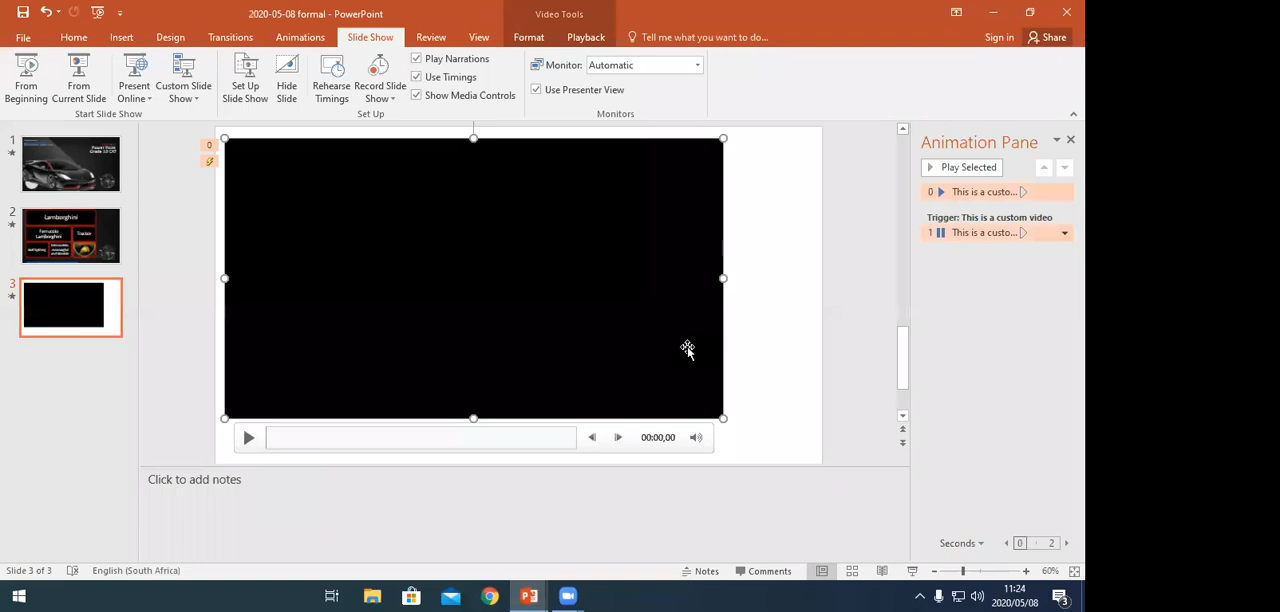 2020-05-08 formal - PowerPoint
Video Tools
File
Home
Insert
Design
Transitions
Animations
Slide Show
Review
View
Format
Playback
Tell me what you want to do...
Sign in
Share
From Beginning
From Current Slide
Present Online
Custom Slide Show
Set Up Slide Show
Hide Slide
Rehearse Timings
Record Slide Show
Play Narrations
Use Timings
Show Media Controls
Monitor: Automatic
Use Presenter View
Start Slide Show
Set Up
Monitors
1
2
Lamborghini
Ferruccio Lamborghini
Tractor
3
0
00:00,00
Animation Pane
Play Selected
0 This is a custo...
Trigger: This is a custom video
1 This is a custo...
Seconds
0
2
Click to add notes
Slide 3 of 3
English (South Africa)
Notes
Comments
60%
11:24
2020/05/08
3